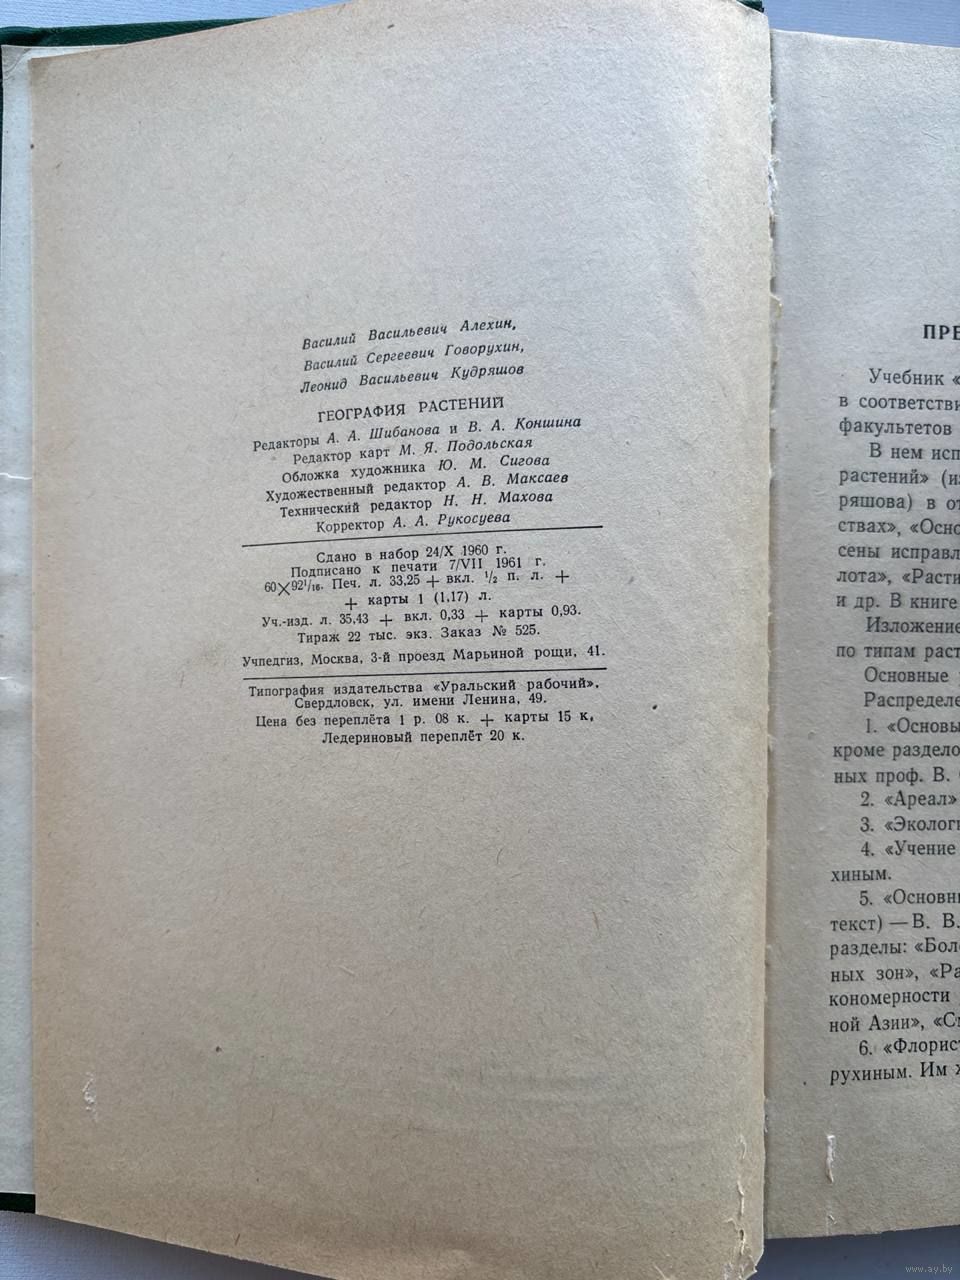 Василий Васильевич Алехин,
Василий Сергеевич Говорухин,
Леонид Васильевич Кудряшов
ГЕОГРАФИЯ РАСТЕНИЙ
Редакторы А. А. Шибанова и В. А. Коншина
Редактор карт М. Я. Подольская
Обложка художника Ю. М. Сигова
Художественный редактор А. В. Максаев
Технический редактор Н. Н. Махова
Корректор А. А. Рукосуева
Сдано в набор 24/X 1960 г.
Подписано к печати 7/VII 1961 г.
60×92¹/₁₆. Печ. л. 33,25 + вкл. ¹/₂ п. л. +
+ карты 1 (1,17) л.
Уч.-изд. л. 35,43 + вкл. 0,33 + карты 0,93.
Тираж 22 тыс. экз. Заказ № 525.
Учпедгиз, Москва, 3-й проезд Марьиной рощи, 41.
Типография издательства «Уральский рабочий»,
Свердловск, ул. имени Ленина, 49.
Цена без переплёта 1 р. 08 к. + карты 15 к.
Ледериновый переплёт 20 к.
ПРЕ
Учебник «
в соответстви
факультетов
В нем исп
растений» (и
ряшова) в от
ствах», «Осно
сены исправл
лота», «Расти
и др. В книге
Изложение
по типам раст
Основные
Распределе
1. «Основы
кроме раздело
ных проф. В.
2. «Ареал»
3. «Экологи
4. «Учение
хиным.
5. «Основн
текст) — В. В.
разделы: «Боло
ных зон», «Ра
кономерности
ной Азии», «См
6. «Флорист
рухиным. Им ж
www.ay.by